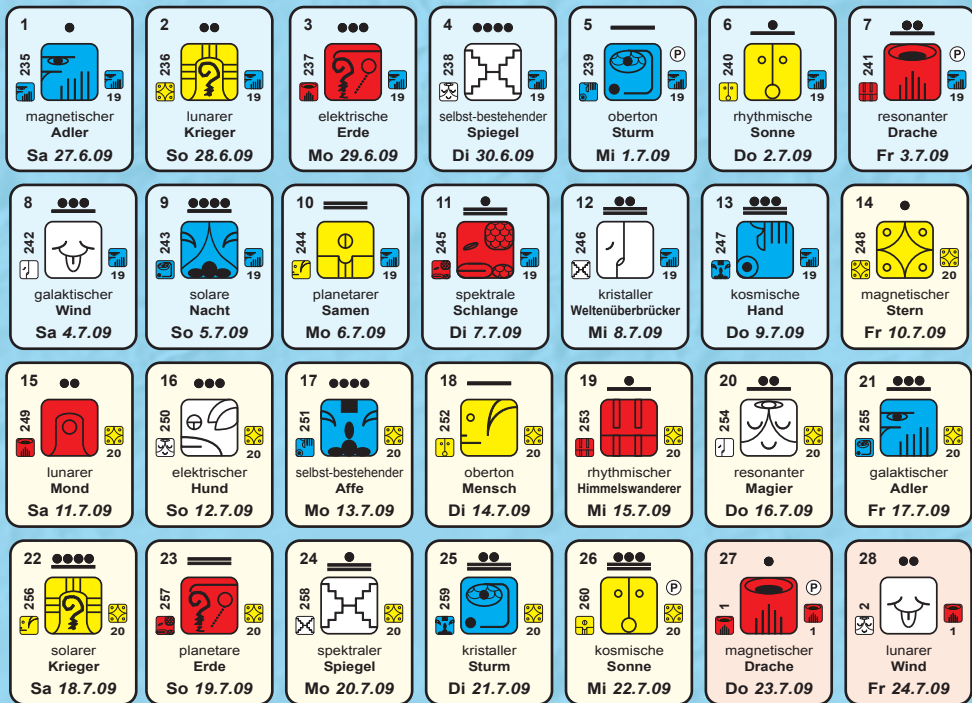 1
235
19
magnetischer
Adler
Sa 27.6.09
2
236
19
lunarer
Krieger
So 28.6.09
3
237
19
elektrische
Erde
Mo 29.6.09
4
238
19
selbst-bestehender
Spiegel
Di 30.6.09
5
239
P
19
oberton
Sturm
Mi 1.7.09
6
240
19
rhythmische
Sonne
Do 2.7.09
7
241
P
19
resonanter
Drache
Fr 3.7.09
8
242
19
galaktischer
Wind
Sa 4.7.09
9
243
19
solare
Nacht
So 5.7.09
10
244
19
planetarer
Samen
Mo 6.7.09
11
245
19
spektrale
Schlange
Di 7.7.09
12
246
19
kristaller
Weltenüberbrücker
Mi 8.7.09
13
247
19
kosmische
Hand
Do 9.7.09
14
248
20
magnetischer
Stern
Fr 10.7.09
15
249
20
lunarer
Mond
Sa 11.7.09
16
250
20
elektrischer
Hund
So 12.7.09
17
251
20
selbst-bestehender
Affe
Mo 13.7.09
18
252
20
oberton
Mensch
Di 14.7.09
19
253
20
rhythmischer
Himmelswanderer
Mi 15.7.09
20
254
20
resonanter
Magier
Do 16.7.09
21
255
20
galaktischer
Adler
Fr 17.7.09
22
256
20
solarer
Krieger
Sa 18.7.09
23
257
20
planetare
Erde
So 19.7.09
24
258
20
spektraler
Spiegel
Mo 20.7.09
25
259
20
kristaller
Sturm
Di 21.7.09
26
260
P
20
kosmische
Sonne
Mi 22.7.09
27
1
P
1
magnetischer
Drache
Do 23.7.09
28
2
1
lunarer
Wind
Fr 24.7.09